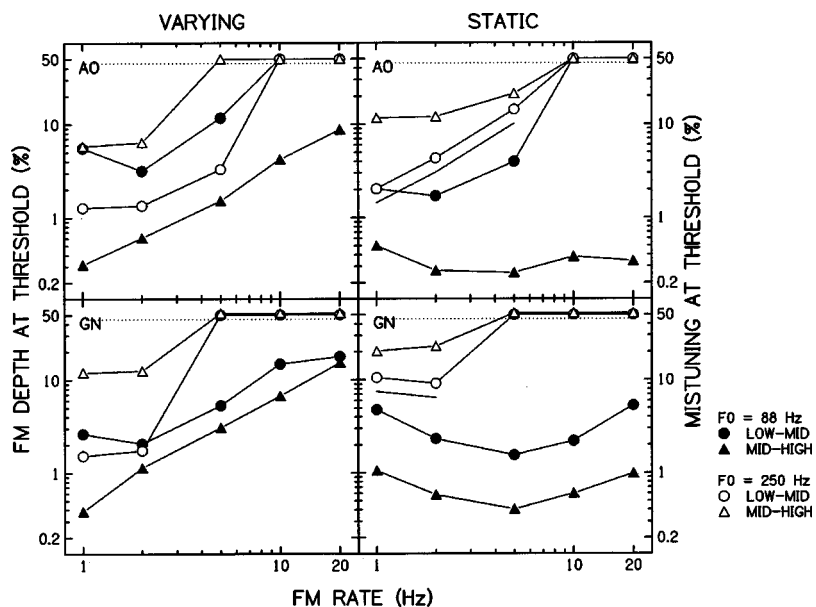 VARYING
STATIC
50
AO
10
1
0.2
AO
50
10
1
0.2
50
GN
10
1
0.2
GN
50
10
1
0.2
1
10
20
1
10
20
FM DEPTH AT THRESHOLD (%)
MISTUNING AT THRESHOLD (%)
FM RATE (Hz)
F0 = 88 Hz
LOW-MID
MID-HIGH
F0 = 250 Hz
LOW-MID
MID-HIGH